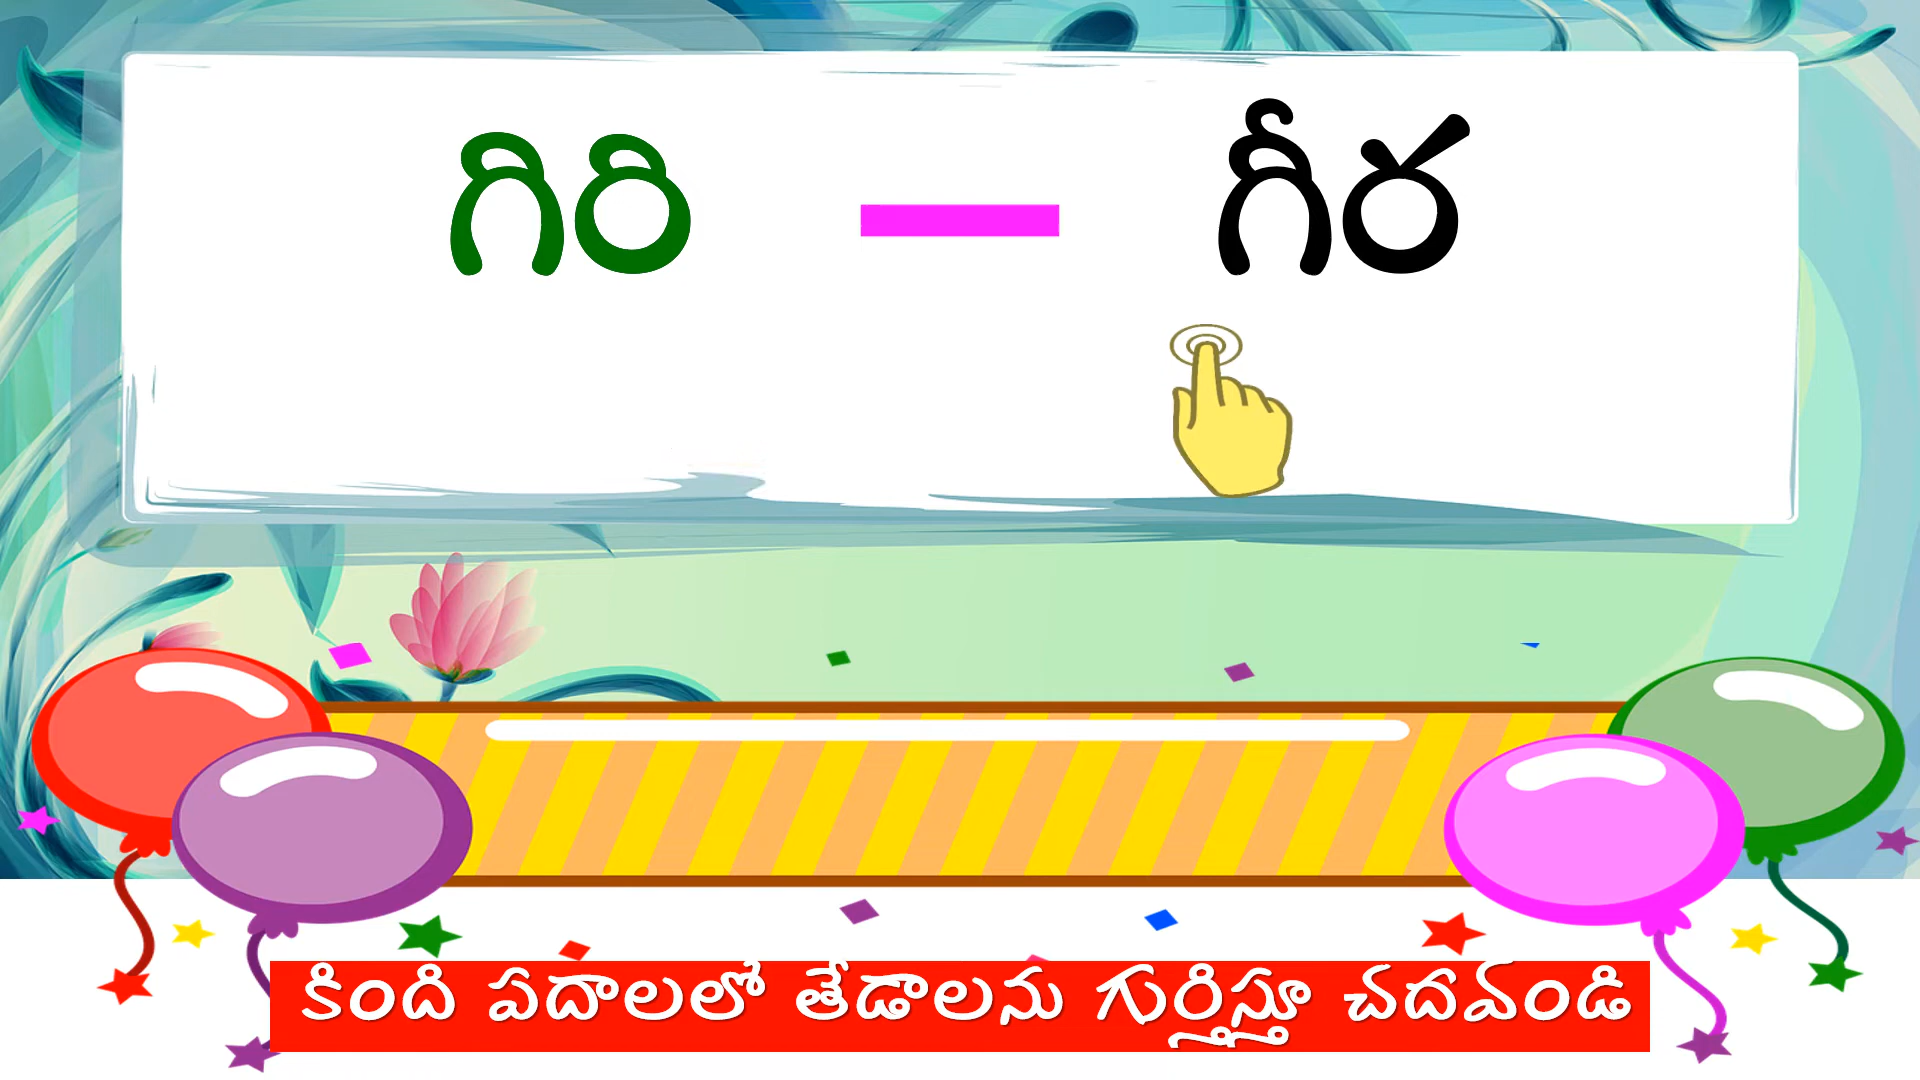 గిరి — గీర
కింది పదాలలో తేడాలను గుర్తిస్తూ చదవండి